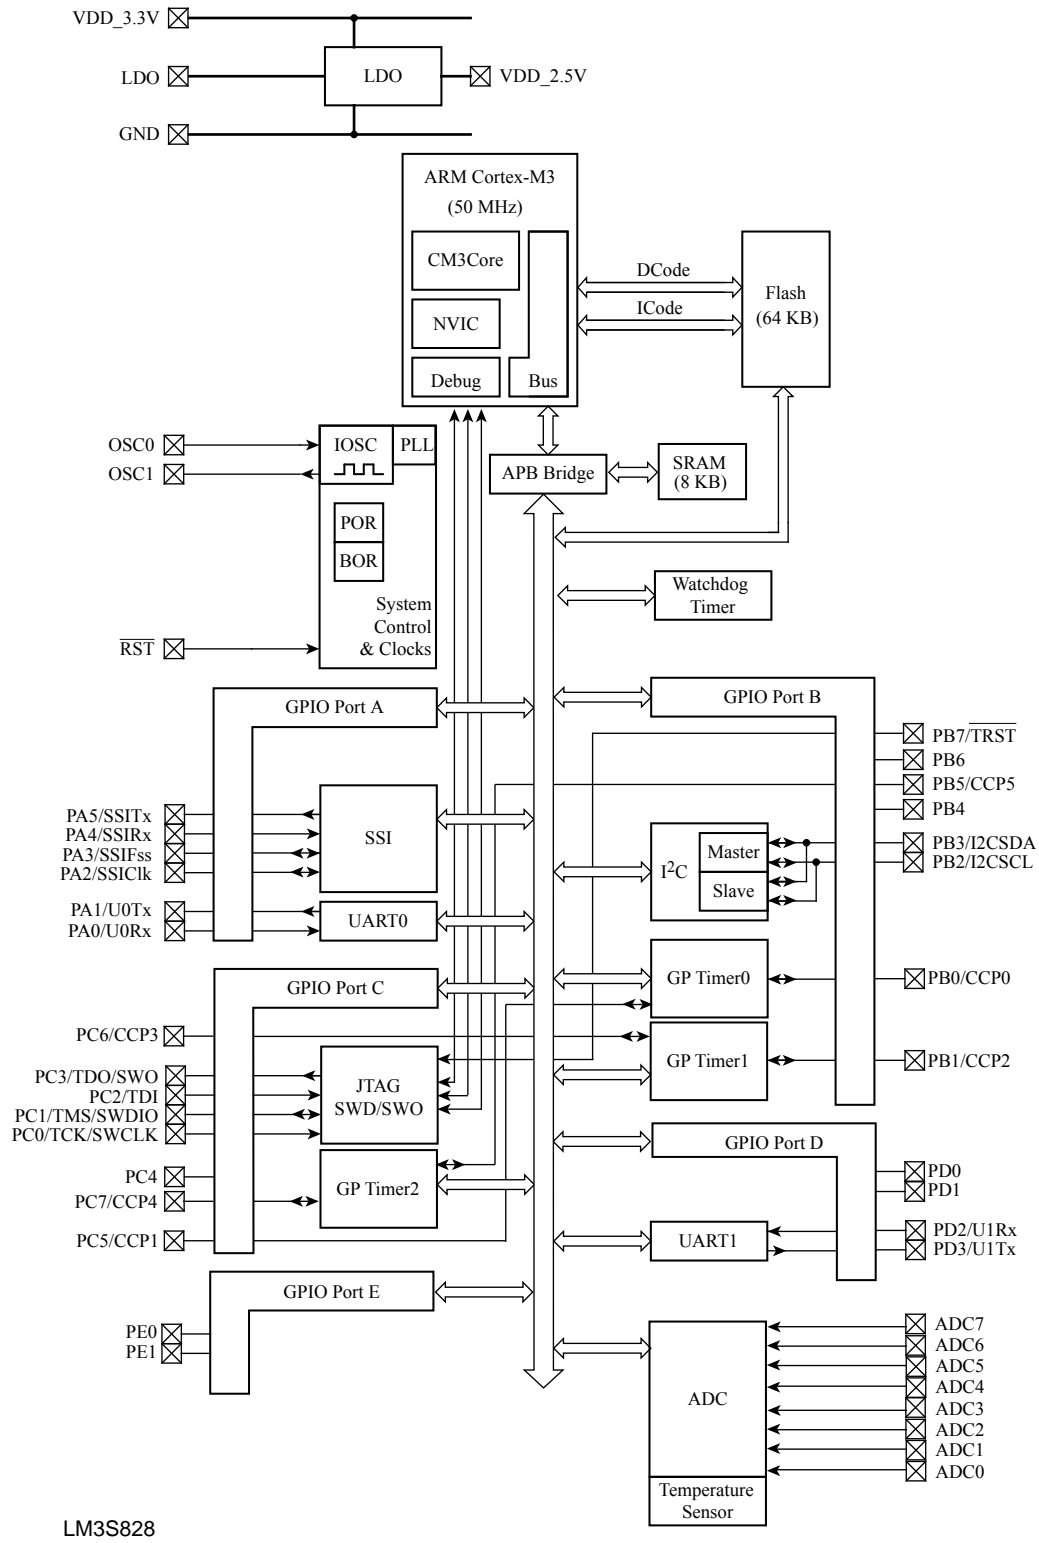 VDD_3.3V
LDO
LDO
VDD_2.5V
GND
ARM Cortex-M3
(50 MHz)
CM3Core
NVIC
Debug
Bus
DCode
ICode
Flash
(64 KB)
OSC0
OSC1
IOSC
PLL
POR
BOR
System
Control
& Clocks
RST
APB Bridge
SRAM
(8 KB)
Watchdog
Timer
GPIO Port A
PA5/SSITx
PA4/SSIRx
PA3/SSIFss
PA2/SSIClk
SSI
PA1/U0Tx
PA0/U0Rx
UART0
GPIO Port B
PB7/TRST
PB6
PB5/CCP5
PB4
PB3/I2CSDA
PB2/I2CSCL
I²C
Master
Slave
GP Timer0
PB0/CCP0
GP Timer1
PB1/CCP2
GPIO Port C
PC6/CCP3
PC3/TDO/SWO
PC2/TDI
PC1/TMS/SWDIO
PC0/TCK/SWCLK
JTAG
SWD/SWO
PC4
PC7/CCP4
GP Timer2
PC5/CCP1
GPIO Port D
PD0
PD1
UART1
PD2/U1Rx
PD3/U1Tx
GPIO Port E
PE0
PE1
ADC
Temperature
Sensor
ADC7
ADC6
ADC5
ADC4
ADC3
ADC2
ADC1
ADC0
LM3S828